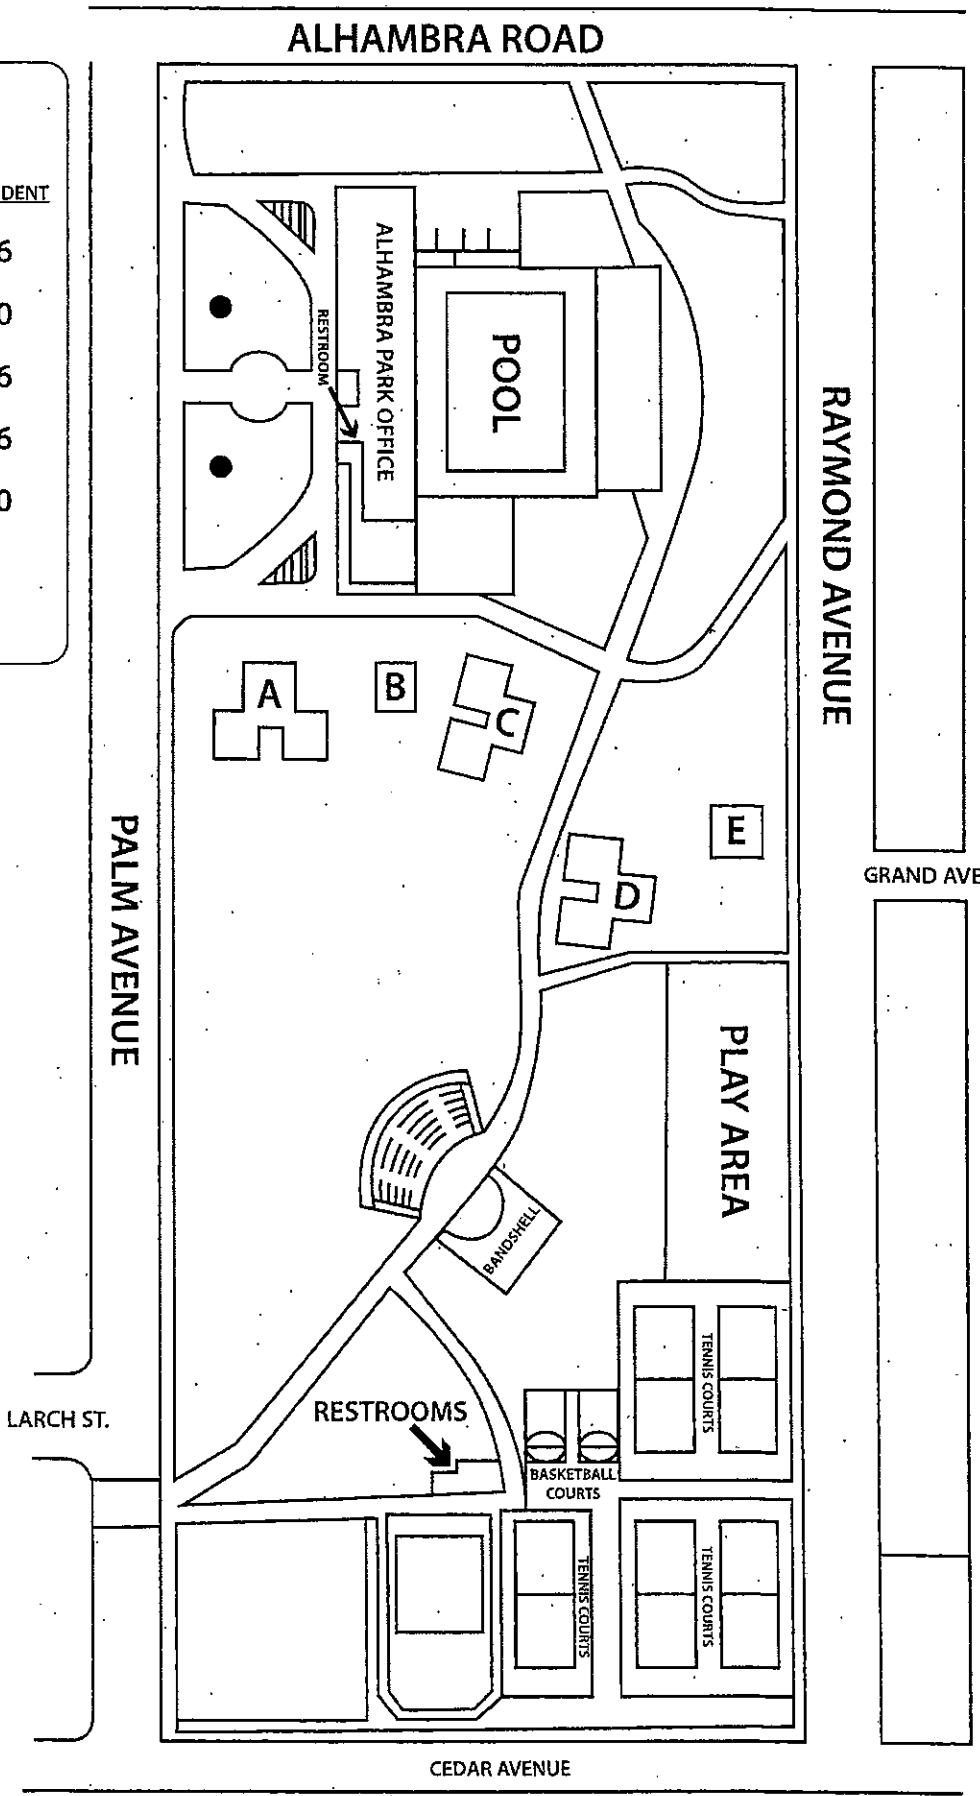 ALHAMBRA ROAD
DENT
6
0
6
6
0
RESTROOM
ALHAMBRA PARK OFFICE
POOL
RAYMOND AVENUE
A
B
C
E
D
GRAND AVE
PALM AVENUE
PLAY AREA
BANDSHELL
TENNIS COURTS
LARCH ST.
RESTROOMS
BASKETBALL
COURTS
TENNIS COURTS
TENNIS COURTS
CEDAR AVENUE